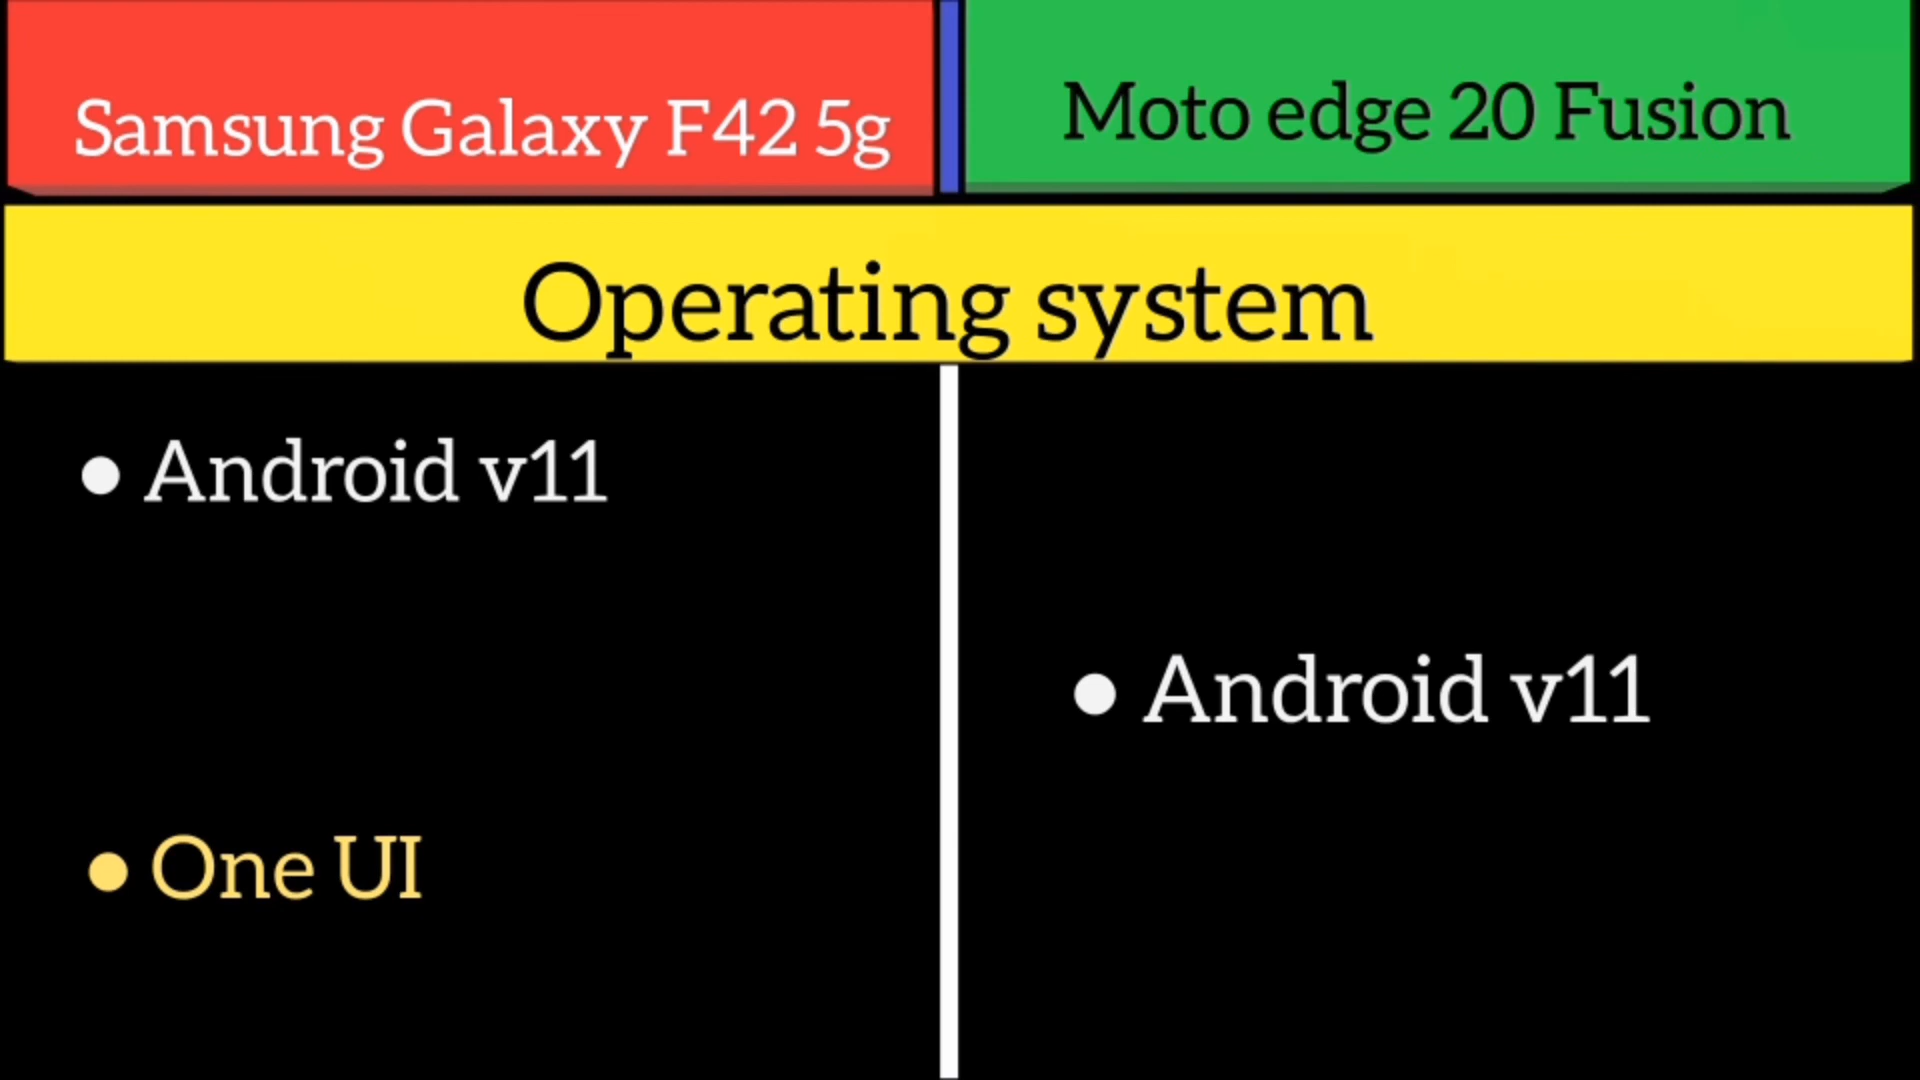 Samsung Galaxy F42 5g
Moto edge 20 Fusion
Operating system
● Android v11
● One UI
● Android v11